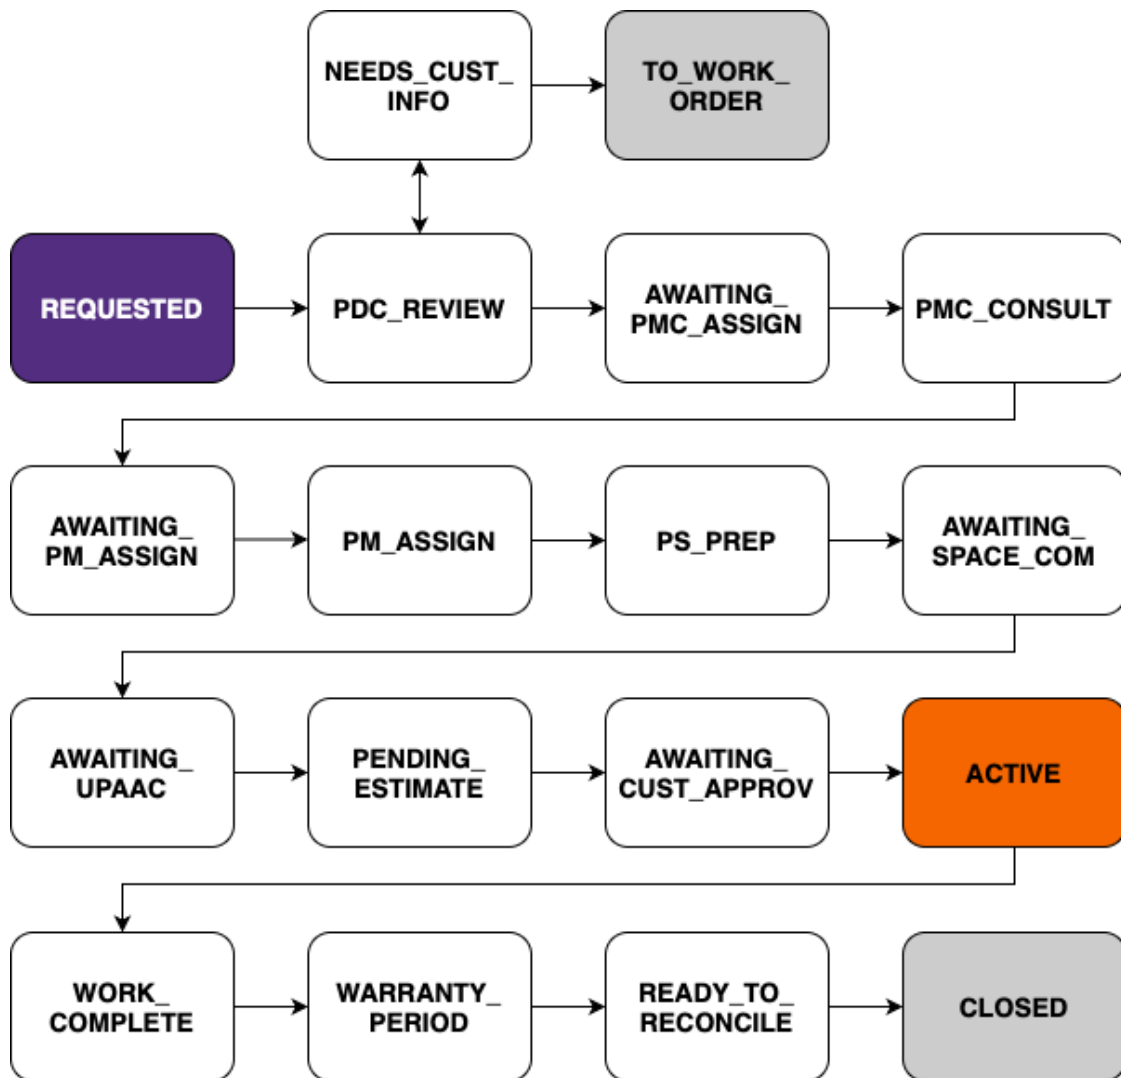 NEEDS_CUST_
INFO
TO_WORK_
ORDER
REQUESTED
PDC_REVIEW
AWAITING_
PMC_ASSIGN
PMC_CONSULT
AWAITING_
PM_ASSIGN
PM_ASSIGN
PS_PREP
AWAITING_
SPACE_COM
AWAITING_
UPAAC
PENDING_
ESTIMATE
AWAITING_
CUST_APPROV
ACTIVE
WORK_
COMPLETE
WARRANTY_
PERIOD
READY_TO_
RECONCILE
CLOSED